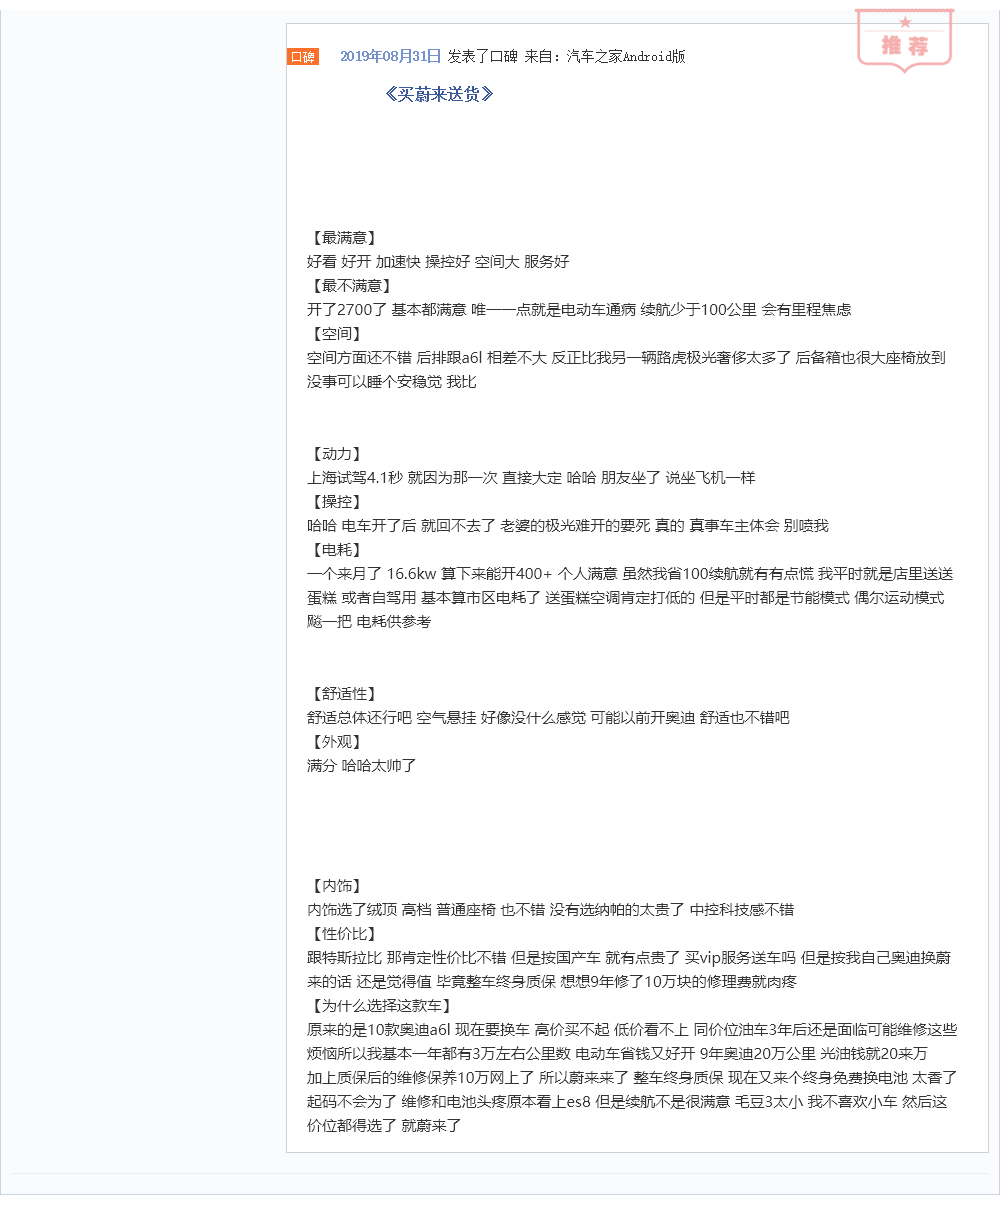 推荐
口碑 2019年08月31日 发表了口碑 来自：汽车之家Android版
《买蔚来送货》
【最满意】
好看 好开 加速快 操控好 空间大 服务好
【最不满意】
开了2700了 基本都满意 唯一一点就是电动车通病 续航少于100公里 会有里程焦虑
【空间】
空间方面还不错 后排跟a6l 相差不大 反正比我另一辆路虎极光奢侈太多了 后备箱也很大座椅放到
没事可以睡个安稳觉 我比
【动力】
上海试驾4.1秒 就因为那一次 直接大定 哈哈 朋友坐了 说坐飞机一样
【操控】
哈哈 电车开了后 就回不去了 老婆的极光难开的要死 真的 真事车主体会 别喷我
【电耗】
一个来月了 16.6kw 算下来能开400+ 个人满意 虽然我省100续航就有有点慌 我平时就是店里送送
蛋糕 或者自驾用 基本算市区电耗了 送蛋糕空调肯定打低的 但是平时都是节能模式 偶尔运动模式
飚一把 电耗供参考
【舒适性】
舒适总体还行吧 空气悬挂 好像没什么感觉 可能以前开奥迪 舒适也不错吧
【外观】
满分 哈哈太帅了
【内饰】
内饰选了绒顶 高档 普通座椅 也不错 没有选纳帕的太贵了 中控科技感不错
【性价比】
跟特斯拉比 那肯定性价比不错 但是按国产车 就有点贵了 买vip服务送车吗 但是按我自己奥迪换蔚
来的话 还是觉得值 毕竟整车终身质保 想想9年修了10万块的修理费就肉疼
【为什么选择这款车】
原来的是10款奥迪a6l 现在要换车 高价买不起 低价看不上 同价位油车3年后还是面临可能维修这些
烦恼所以我基本一年都有3万左右公里数 电动车省钱又好开 9年奥迪20万公里 光油钱就20来万
加上质保后的维修保养10万网上了 所以蔚来来了 整车终身质保 现在又来个终身免费换电池 太香了
起码不会为了 维修和电池头疼原本看上es8 但是续航不是很满意 毛豆3太小 我不喜欢小车 然后这
价位都得选了 就蔚来了